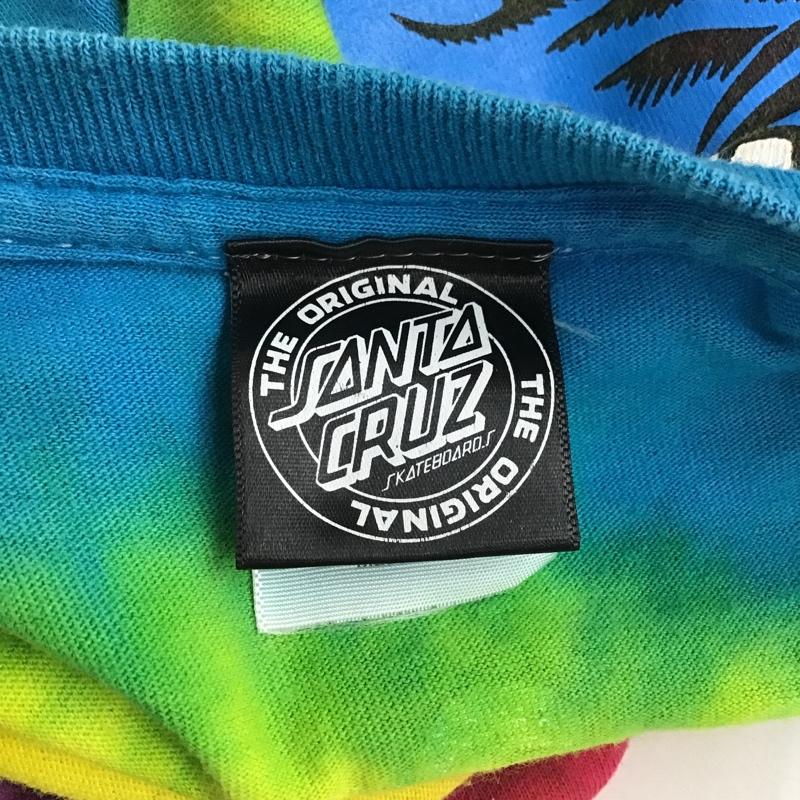 THE ORIGINAL
SANTA
CRUZ
SKATEBOARDS
THE ORIGINAL